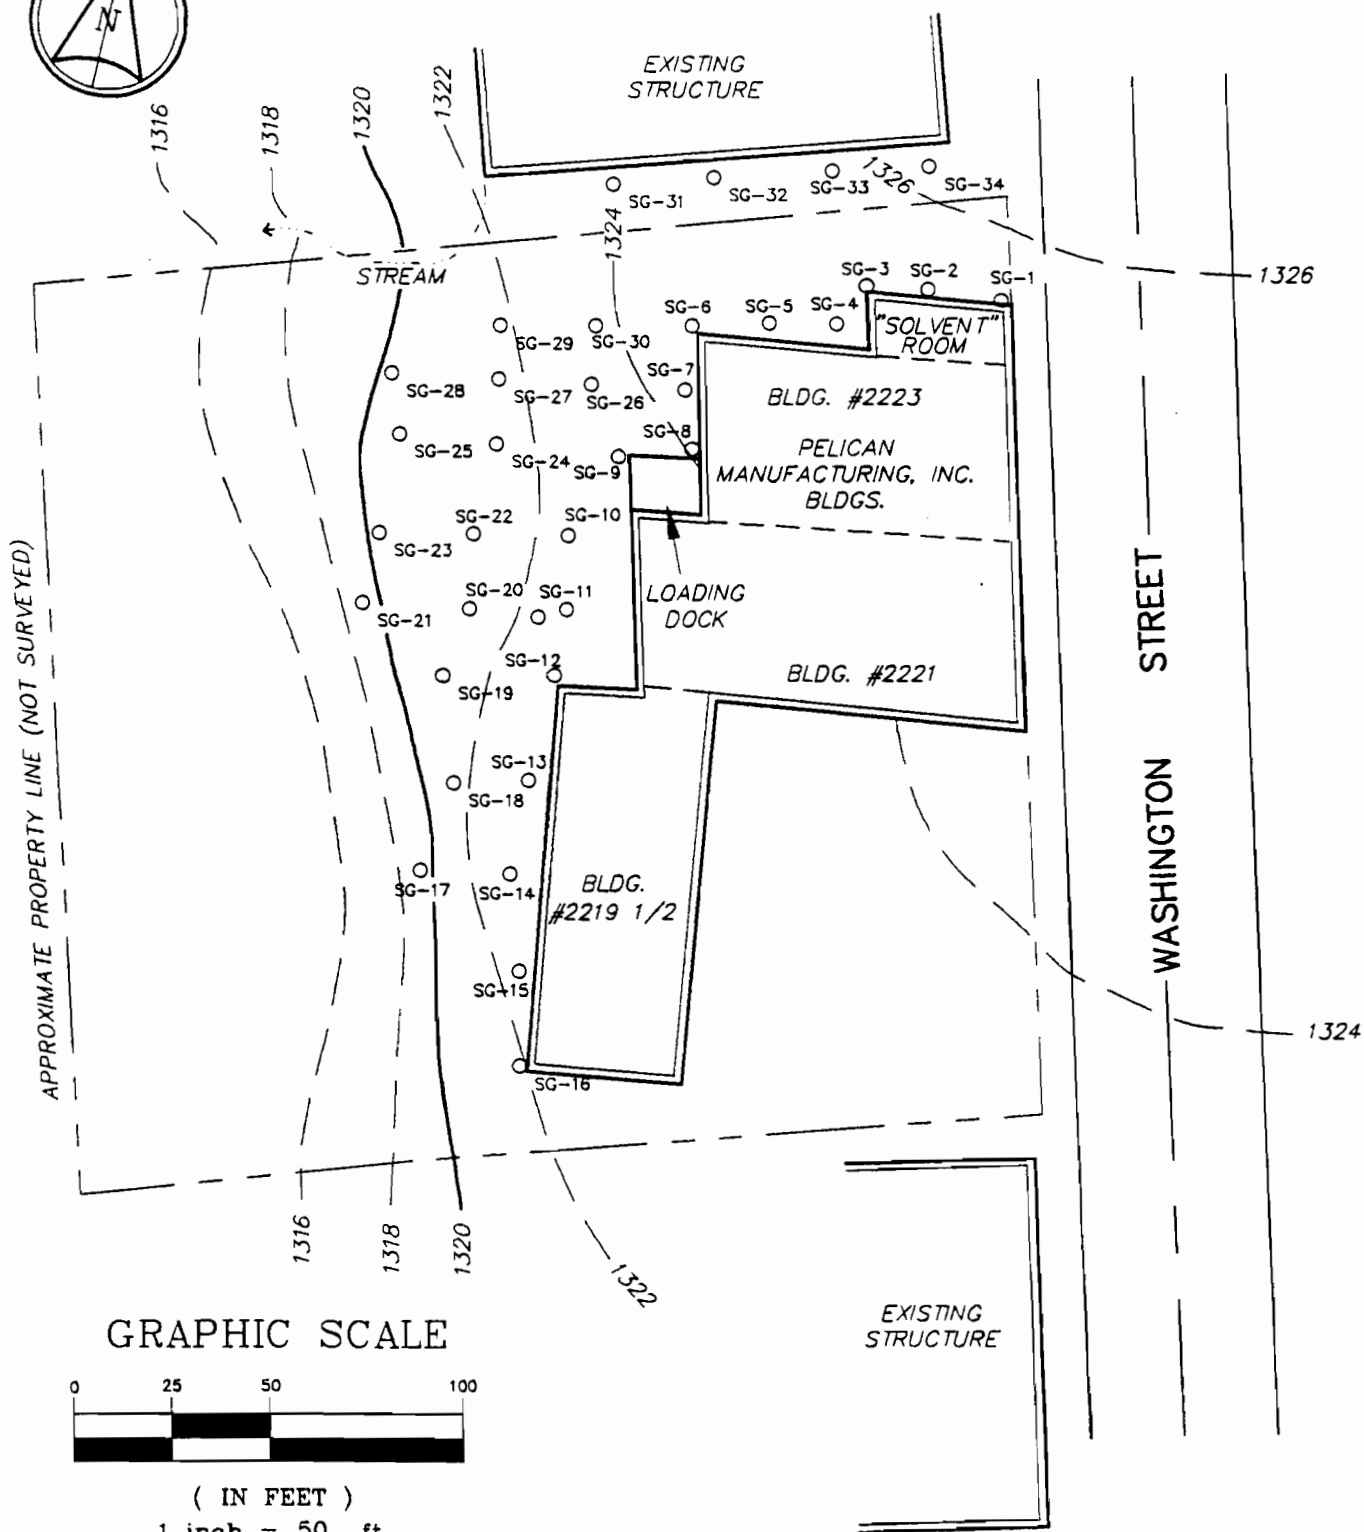 N
1316
1318
1320
1322
EXISTING
STRUCTURE
1326
SG-31
SG-32
SG-33
SG-34
1324
STREAM
1326
SG-3
SG-2
SG-1
SG-6
SG-5
SG-4
"SOLVENT"
ROOM
SG-29
SG-30
SG-28
SG-27
SG-26
SG-7
BLDG. #2223
SG-25
SG-24
SG-9
SG-8
PELICAN
MANUFACTURING, INC.
BLDGS.
SG-23
SG-22
SG-10
LOADING
DOCK
SG-21
SG-20
SG-11
SG-19
SG-12
BLDG. #2221
APPROXIMATE PROPERTY LINE (NOT SURVEYED)
WASHINGTON STREET
SG-18
SG-13
SG-17
SG-14
BLDG.
#2219 1/2
SG-15
SG-16
1324
1316
1318
1320
1322
EXISTING
STRUCTURE
GRAPHIC SCALE
0 25 50 100
( IN FEET )
1 inch = 50 ft.